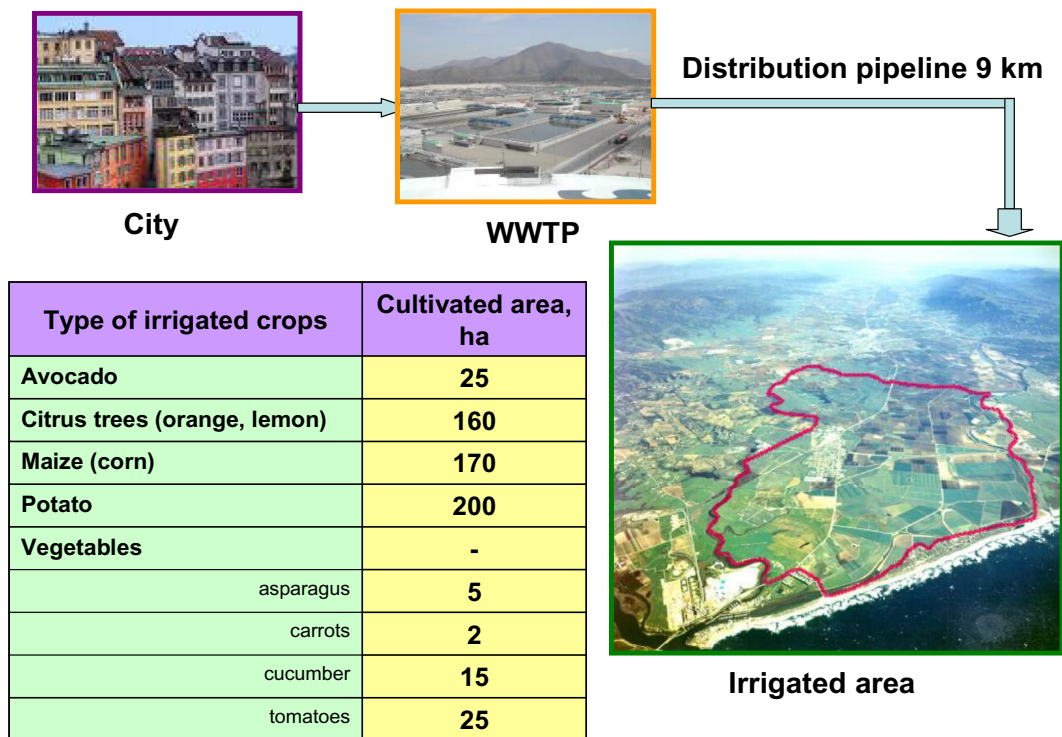 Distribution pipeline 9 km
City
WWTP
Type of irrigated crops
Cultivated area,
ha
Avocado
25
Citrus trees (orange, lemon)
160
Maize (corn)
170
Potato
200
Vegetables
-
asparagus
5
carrots
2
cucumber
15
tomatoes
25
Irrigated area